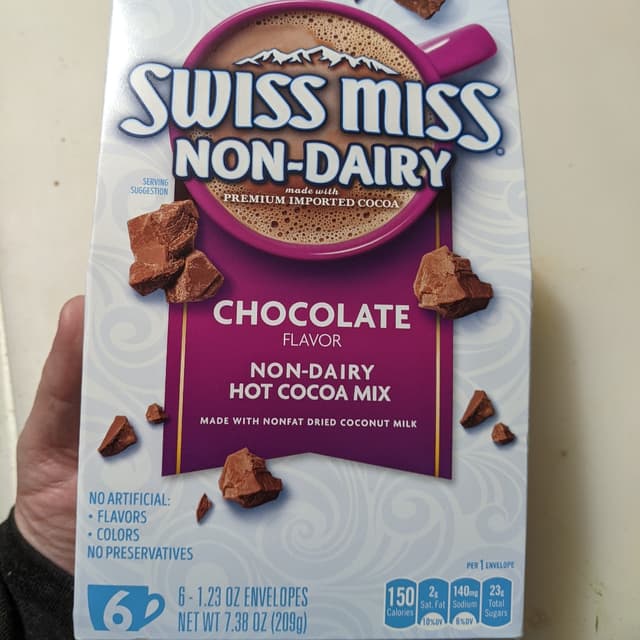 SWISS MISS®
NON-DAIRY
made with
PREMIUM IMPORTED COCOA
SERVING
SUGGESTION
CHOCOLATE
FLAVOR
NON-DAIRY
HOT COCOA MIX
MADE WITH NONFAT DRIED COCONUT MILK
NO ARTIFICIAL:
• FLAVORS
• COLORS
NO PRESERVATIVES
6
6 - 1.23 OZ ENVELOPES
NET WT 7.38 OZ (209g)
PER 1 ENVELOPE
150
Calories
2g
Sat. Fat
10% DV
140mg
Sodium
6% DV
23g
Total
Sugars